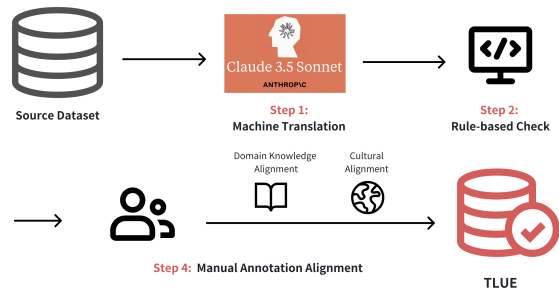 Claude 3.5 Sonnet
ANTHROP\C
</>
Source Dataset
Step 1:
Machine Translation
Step 2:
Rule-based Check
Domain Knowledge
Alignment
Cultural
Alignment
Step 4: Manual Annotation Alignment
TLUE